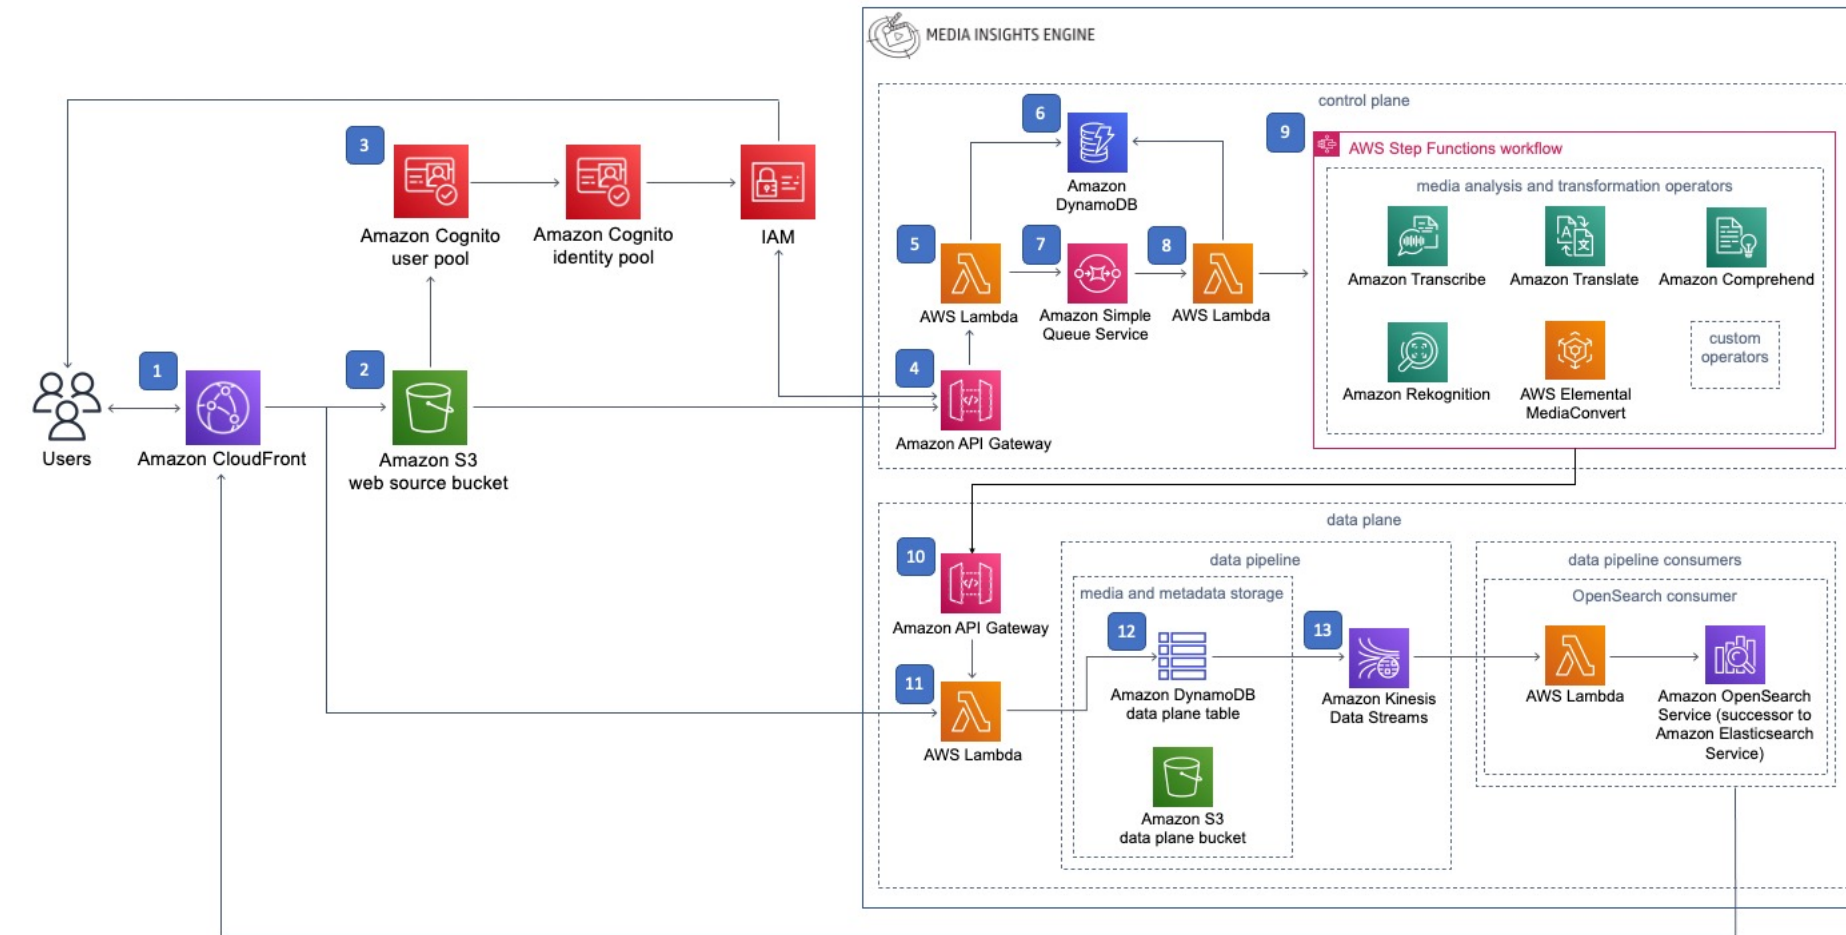 MEDIA INSIGHTS ENGINE
control plane
6
9
3
AWS Step Functions workflow
Amazon
DynamoDB
media analysis and transformation operators
Amazon Cognito
user pool
Amazon Cognito
identity pool
IAM
5
7
8
Amazon Transcribe
Amazon Translate
Amazon Comprehend
AWS Lambda
Amazon Simple
Queue Service
AWS Lambda
custom
operators
1
2
4
Amazon Rekognition
AWS Elemental
MediaConvert
Users
Amazon CloudFront
Amazon S3
web source bucket
Amazon API Gateway
data plane
10
data pipeline
data pipeline consumers
media and metadata storage
OpenSearch consumer
Amazon API Gateway
12
13
11
Amazon DynamoDB
data plane table
Amazon Kinesis
Data Streams
AWS Lambda
Amazon OpenSearch
Service (successor to
Amazon Elasticsearch
Service)
AWS Lambda
Amazon S3
data plane bucket